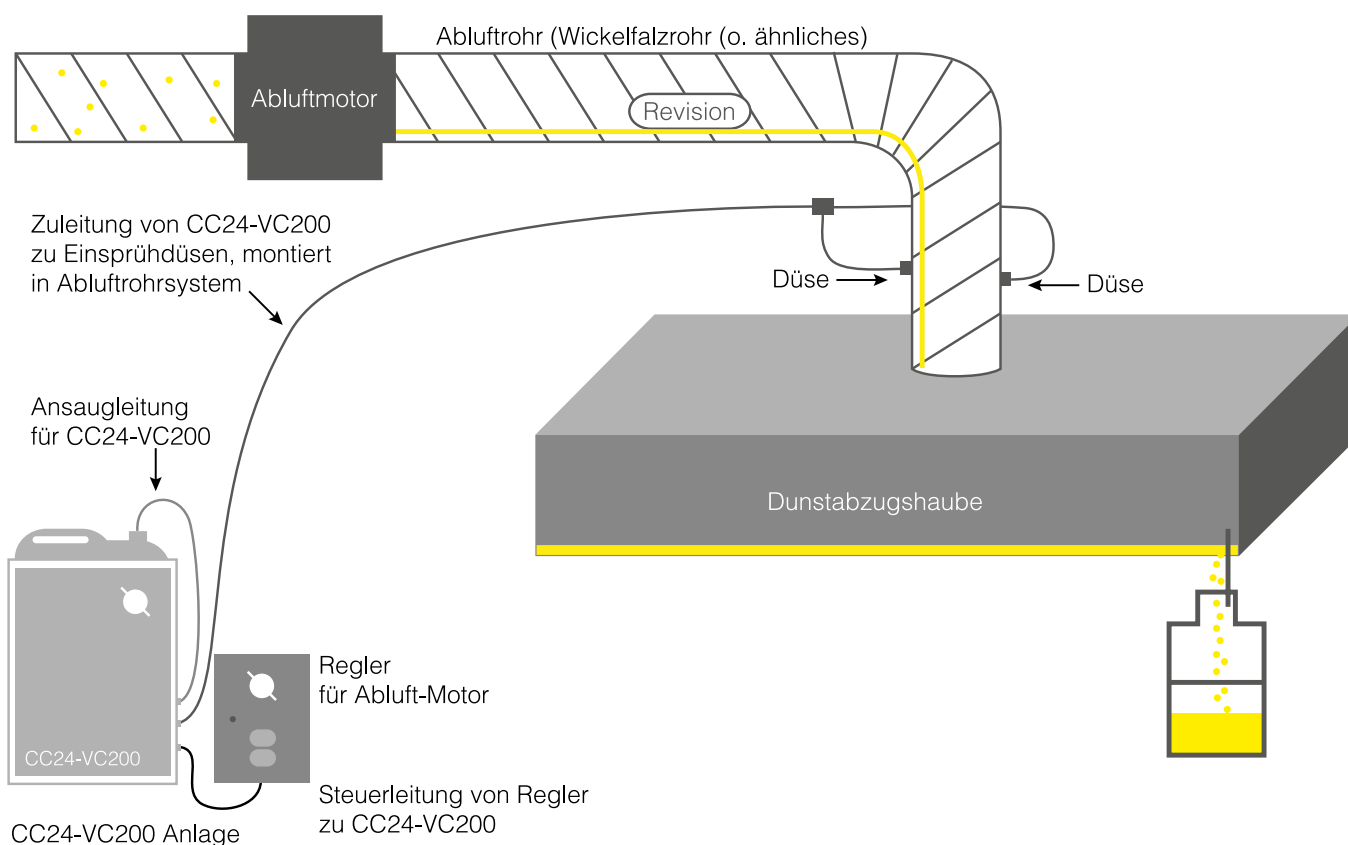 Abluftrohr (Wickelfalzrohr (o. ähnliches)
Abluftmotor
Revision
Zuleitung von CC24-VC200
zu Einsprühdüsen, montiert
in Abluftrohrsystem
Düse
Düse
Ansaugleitung
für CC24-VC200
Dunstabzugshaube
Regler
für Abluft-Motor
CC24-VC200
Steuerleitung von Regler
zu CC24-VC200
CC24-VC200 Anlage